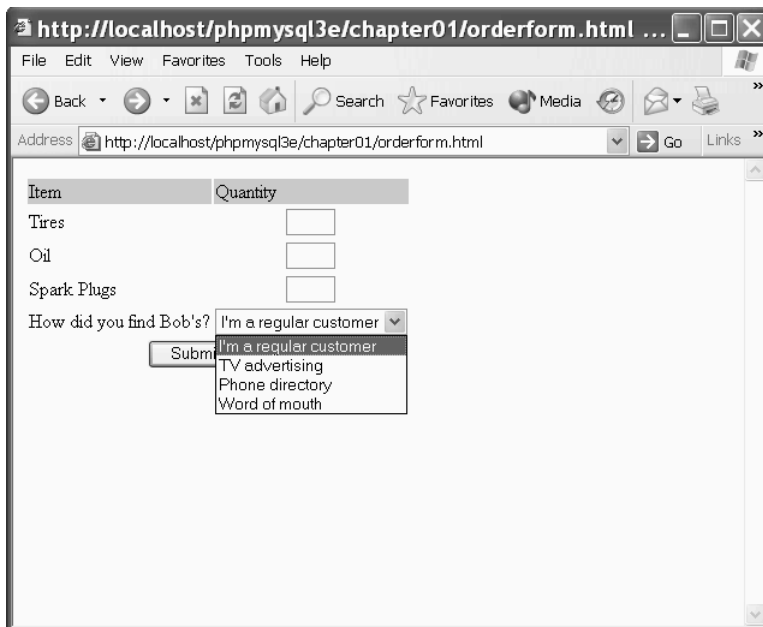 http://localhost/phpmysql3e/chapter01/orderform.html ...
File Edit View Favorites Tools Help
Back Search Favorites Media
Address http://localhost/phpmysql3e/chapter01/orderform.html Go Links
Item Quantity
Tires
Oil
Spark Plugs
How did you find Bob's? I'm a regular customer
Submi
I'm a regular customer
TV advertising
Phone directory
Word of mouth